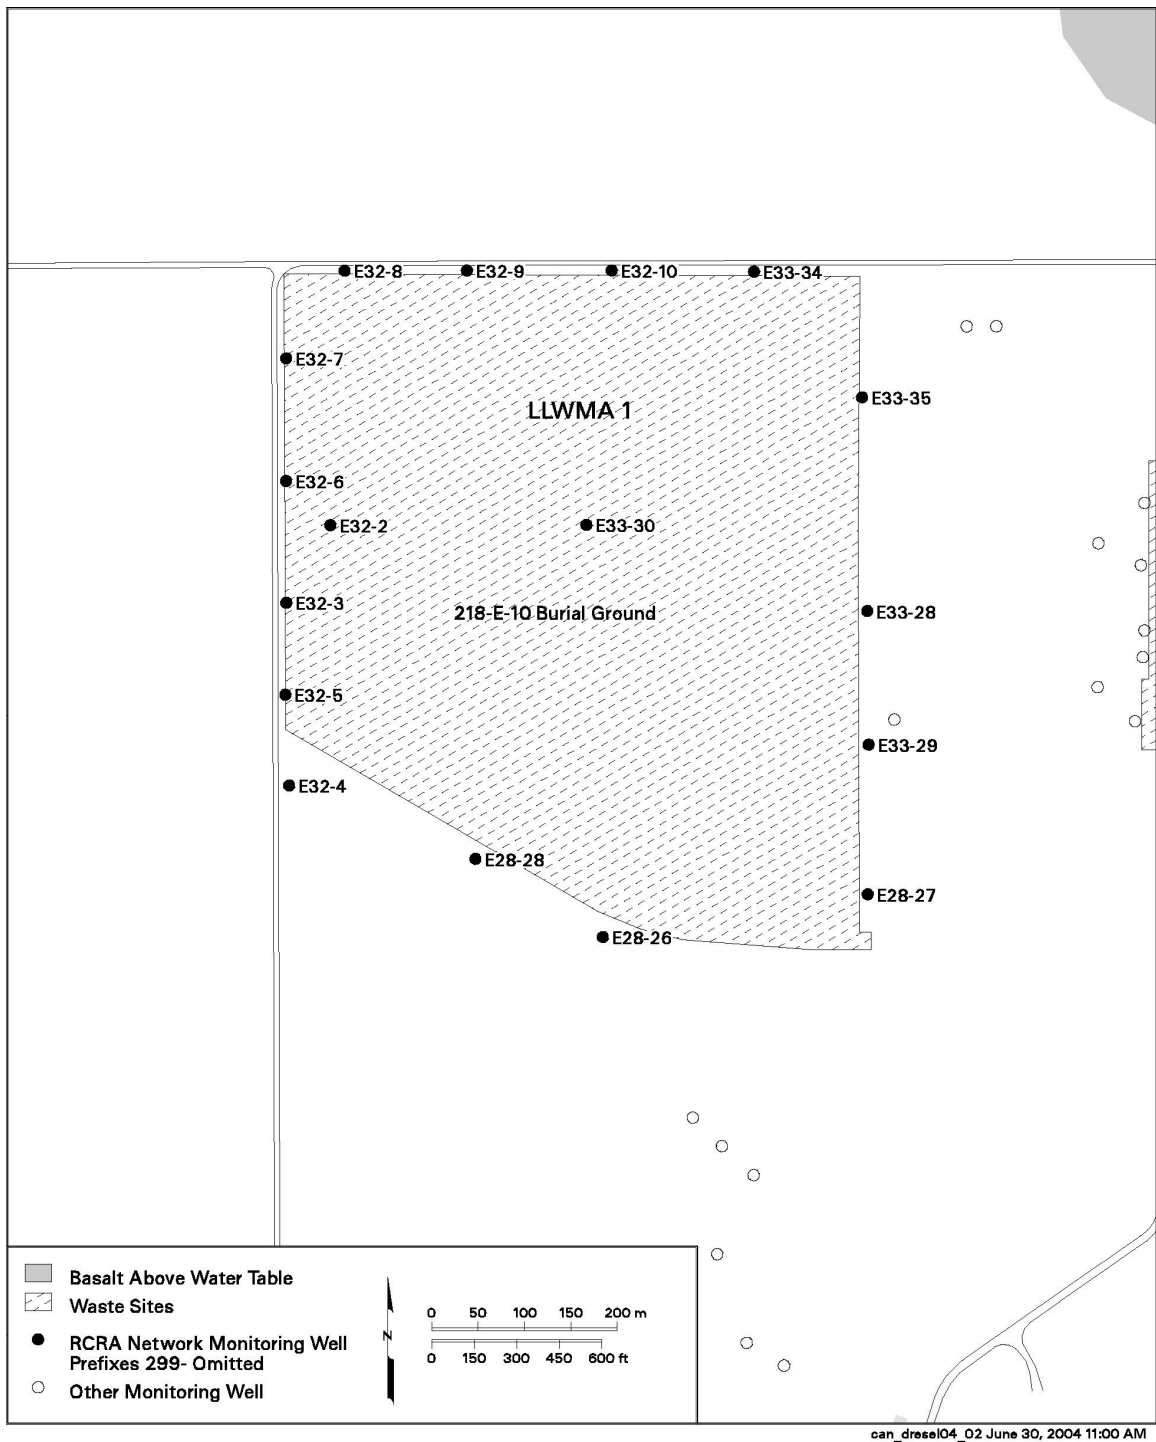 E32-8
E32-9
E32-10
E33-34
E32-7
E33-35
LLWMA 1
E32-6
E32-2
E33-30
E32-3
218-E-10 Burial Ground
E33-28
E32-5
E33-29
E32-4
E28-28
E28-27
E28-26
Basalt Above Water Table
Waste Sites
RCRA Network Monitoring Well
Prefixes 299- Omitted
Other Monitoring Well
N
0 50 100 150 200 m
0 150 300 450 600 ft
can_dresel04_02 June 30, 2004 11:00 AM